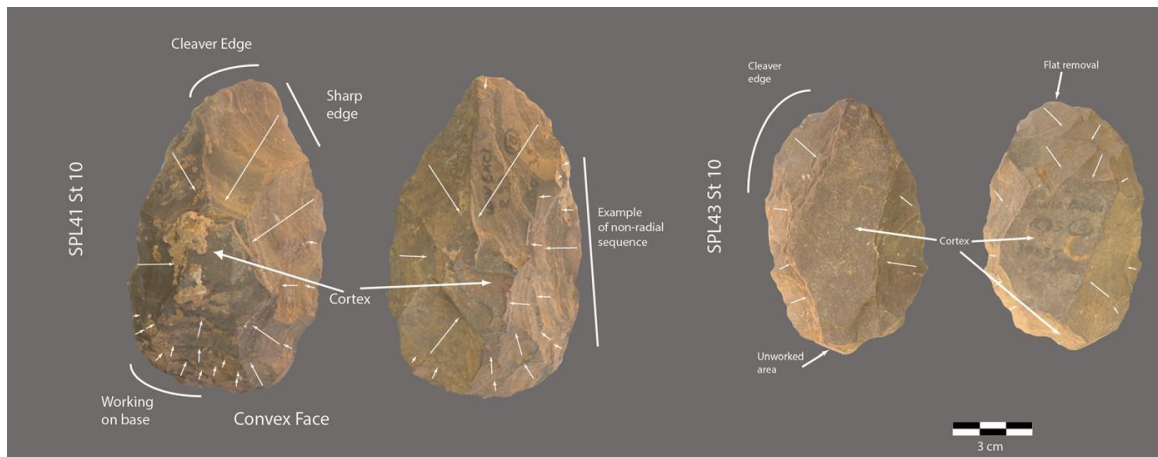 Cleaver Edge
Sharp
edge
SPL41 St 10
Cortex
Working
on base
Convex Face
Example
of non-radial
sequence
Cleaver
edge
Flat removal
SPL43 St 10
Cortex
Unworked
area
3 cm